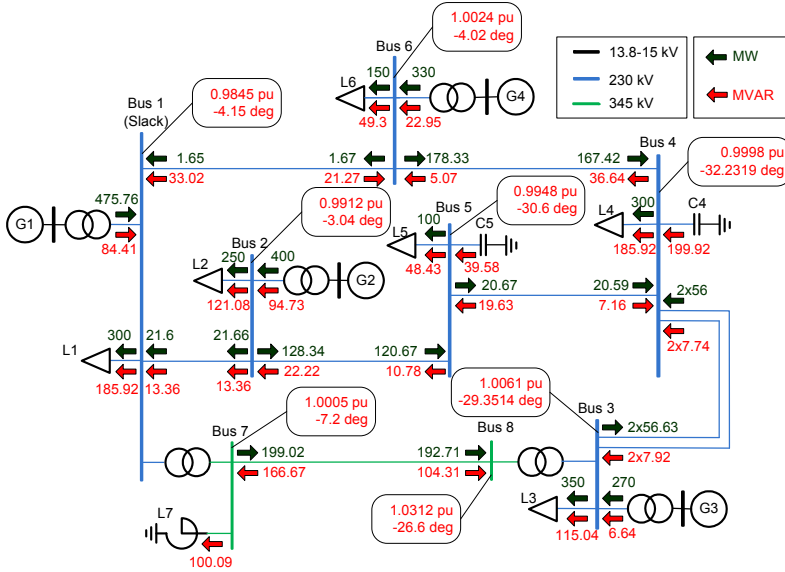 1.0024 pu
-4.02 deg
Bus 6
L6
150
330
G4
49.3
22.95
13.8-15 kV
230 kV
345 kV
MW
MVAR
0.9845 pu
-4.15 deg
Bus 1
(Slack)
1.65
33.02
1.67
21.27
178.33
5.07
167.42
36.64
Bus 4
0.9998 pu
-32.2319 deg
475.76
G1
84.41
0.9912 pu
-3.04 deg
Bus 2
L2
250
400
G2
121.08
94.73
0.9948 pu
-30.6 deg
Bus 5
100
L5
C5
48.43
39.58
300
L4
C4
185.92
199.92
20.67
19.63
20.59
7.16
2x56
2x7.74
L1
300
21.6
185.92
13.36
21.66
13.36
128.34
22.22
120.67
10.78
1.0061 pu
-29.3514 deg
Bus 3
2x56.63
2x7.92
1.0005 pu
-7.2 deg
Bus 7
199.02
166.67
192.71
104.31
Bus 8
1.0312 pu
-26.6 deg
L3
350
270
G3
115.04
6.64
L7
100.09